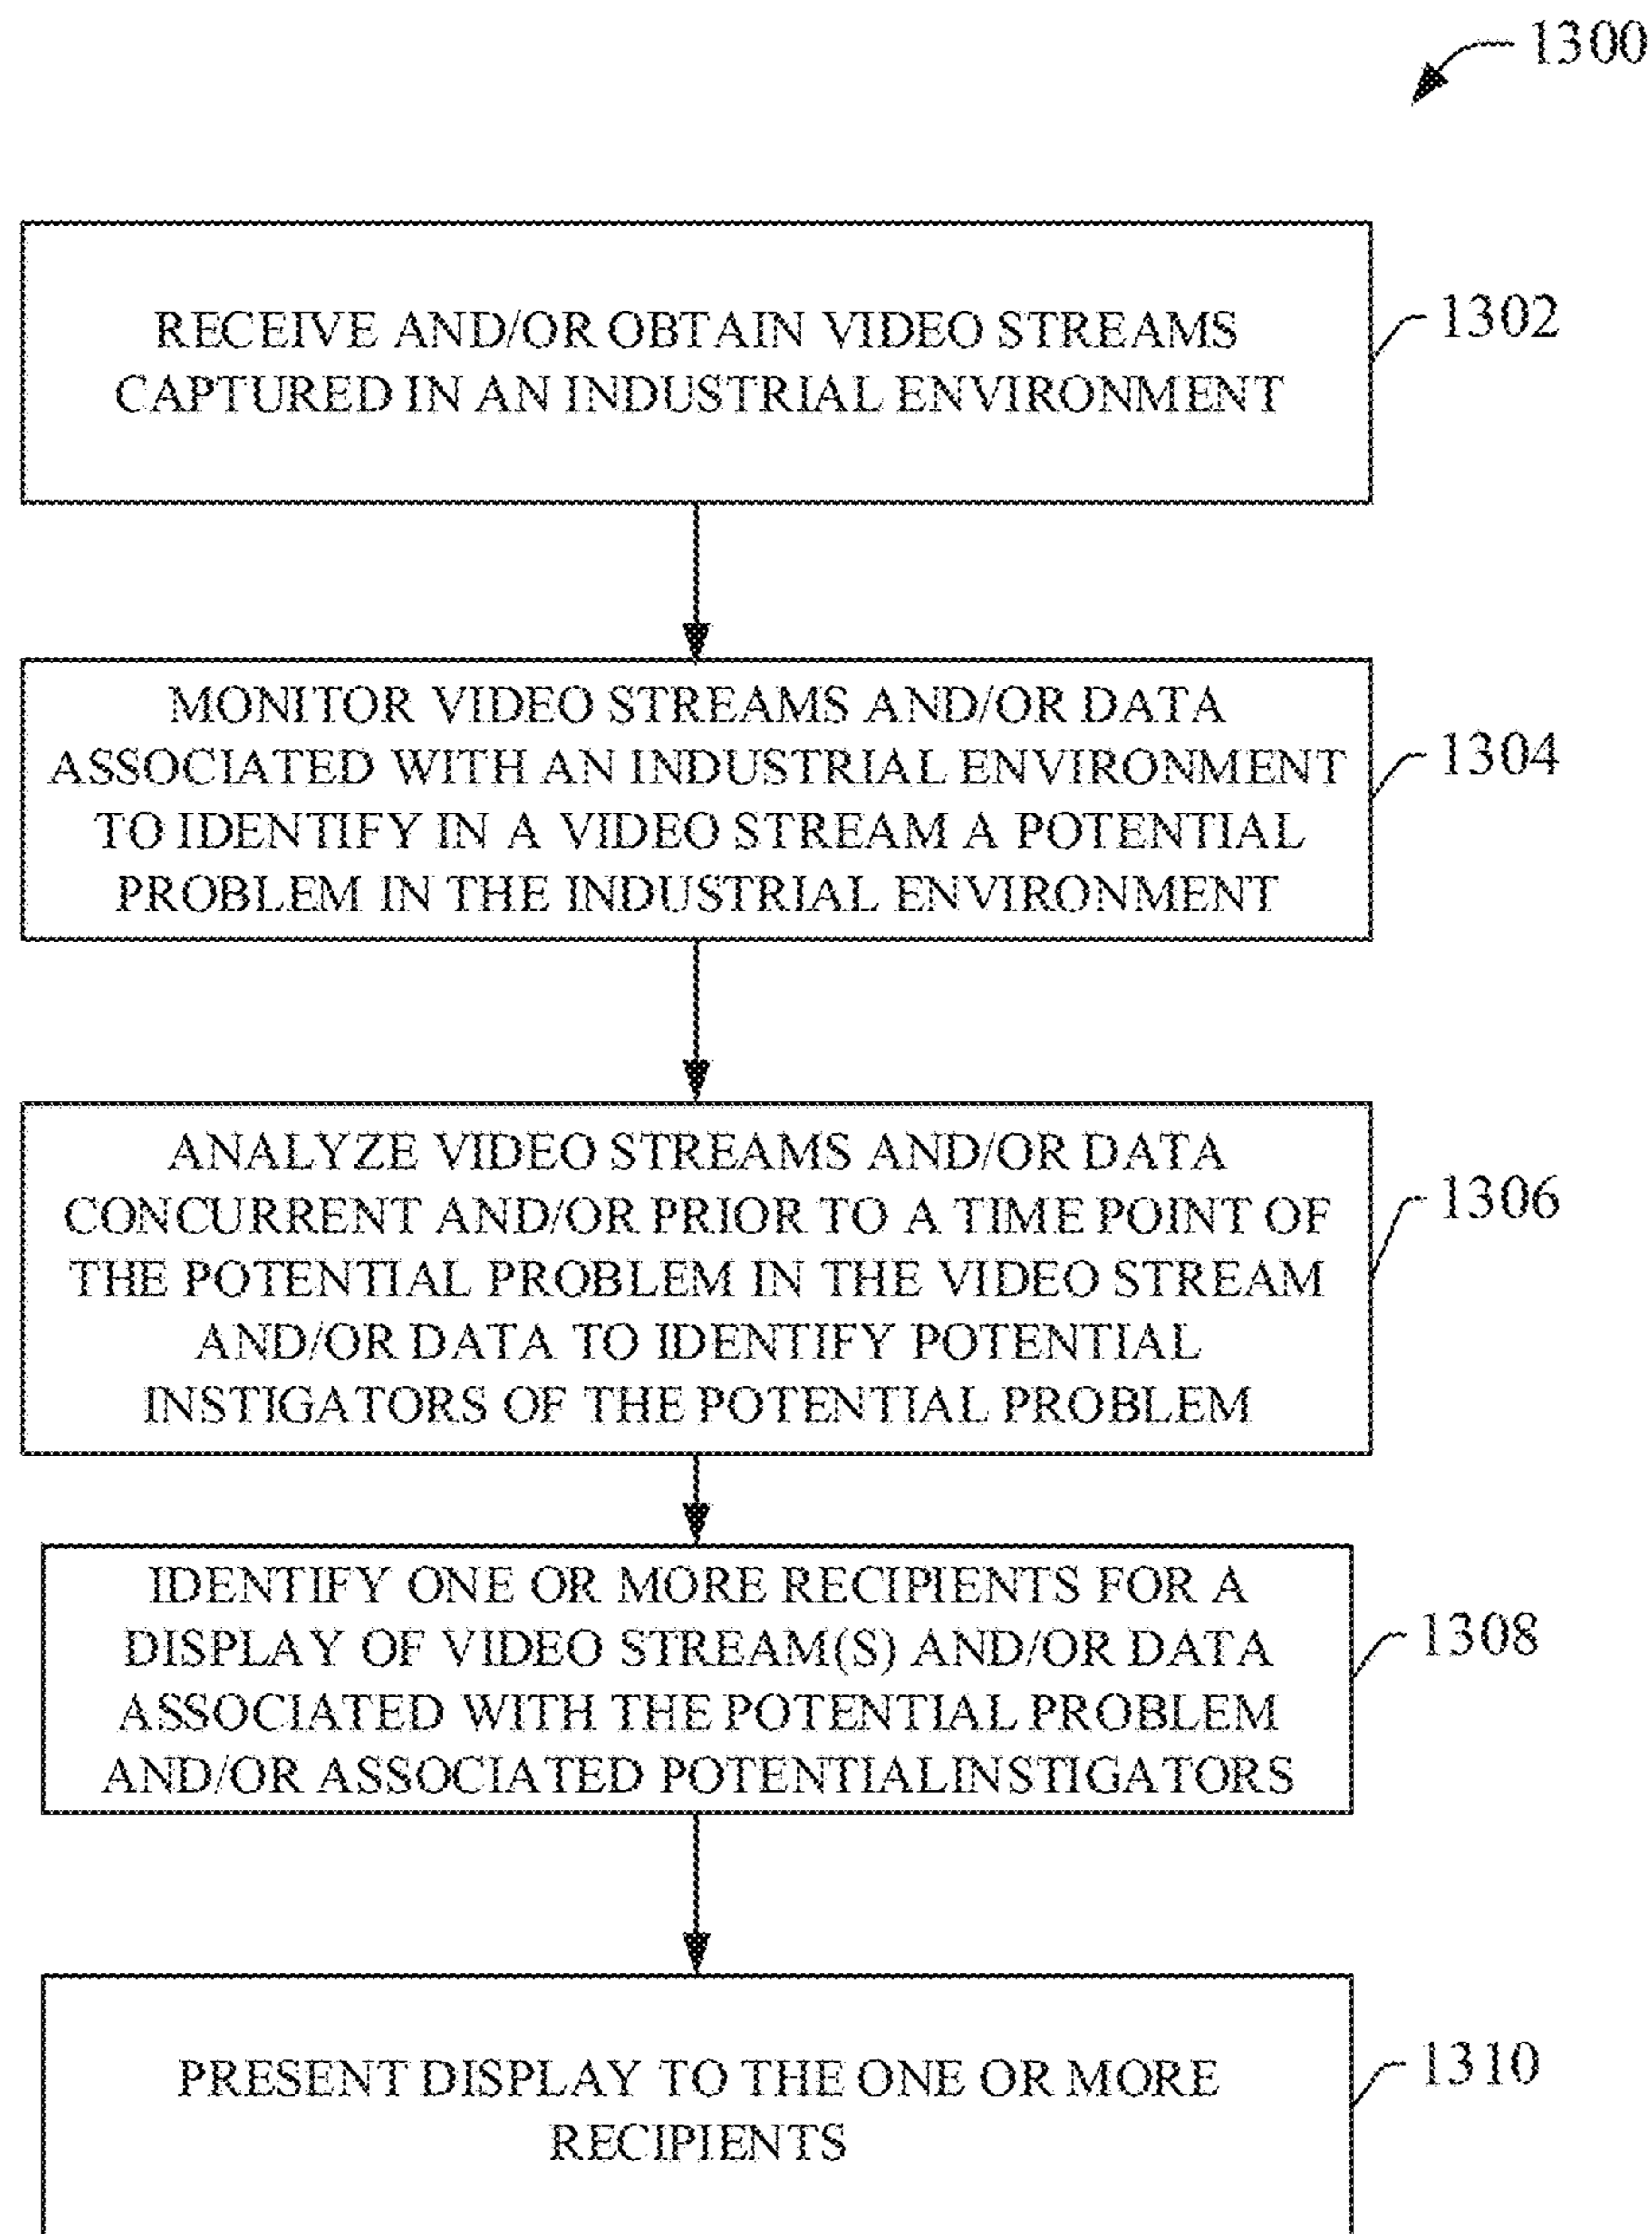 1300
RECEIVE AND/OR OBTAIN VIDEO STREAMS
CAPTURED IN AN INDUSTRIAL ENVIRONMENT
1302
MONITOR VIDEO STREAMS AND/OR DATA
ASSOCIATED WITH AN INDUSTRIAL ENVIRONMENT
TO IDENTIFY IN A VIDEO STREAM A POTENTIAL
PROBLEM IN THE INDUSTRIAL ENVIRONMENT
1304
ANALYZE VIDEO STREAMS AND/OR DATA
CONCURRENT AND/OR PRIOR TO A TIME POINT OF
THE POTENTIAL PROBLEM IN THE VIDEO STREAM
AND/OR DATA TO IDENTIFY POTENTIAL
INSTIGATORS OF THE POTENTIAL PROBLEM
1306
IDENTIFY ONE OR MORE RECIPIENTS FOR A
DISPLAY OF VIDEO STREAM(S) AND/OR DATA
ASSOCIATED WITH THE POTENTIAL PROBLEM
AND/OR ASSOCIATED POTENTIALINSTIGATORS
1308
PRESENT DISPLAY TO THE ONE OR MORE
RECIPIENTS
1310